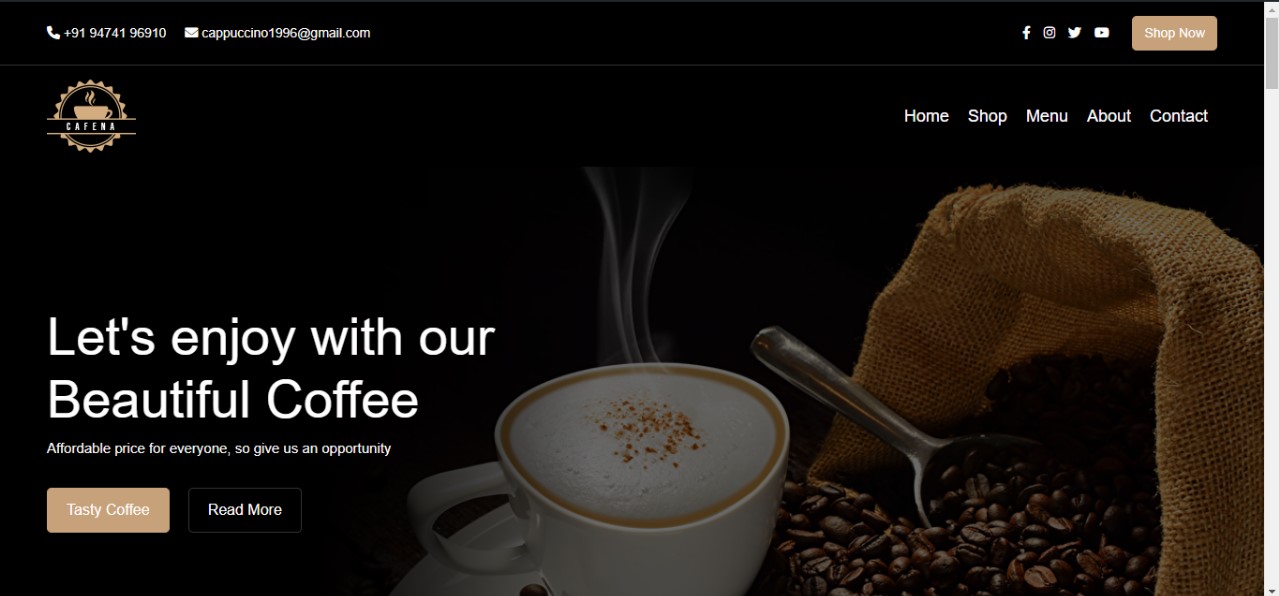 +91 94741 96910 cappuccino1996@gmail.com Shop Now
CAFENA
Home Shop Menu About Contact
Let's enjoy with our
Beautiful Coffee
Affordable price for everyone, so give us an opportunity
Tasty Coffee Read More